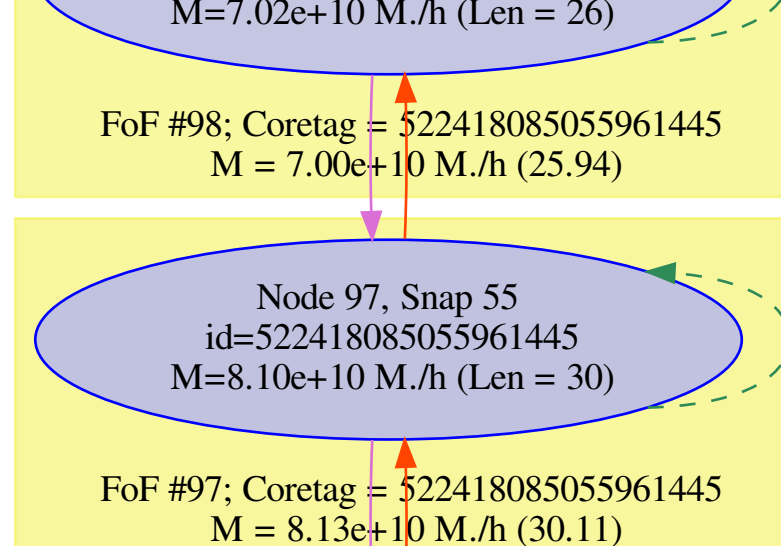 M=7.02e+10 M./h (Len = 26)
FoF #98; Coretag = 522418085055961445
M = 7.00e+10 M./h (25.94)
Node 97, Snap 55
id=522418085055961445
M=8.10e+10 M./h (Len = 30)
FoF #97; Coretag = 522418085055961445
M = 8.13e+10 M./h (30.11)